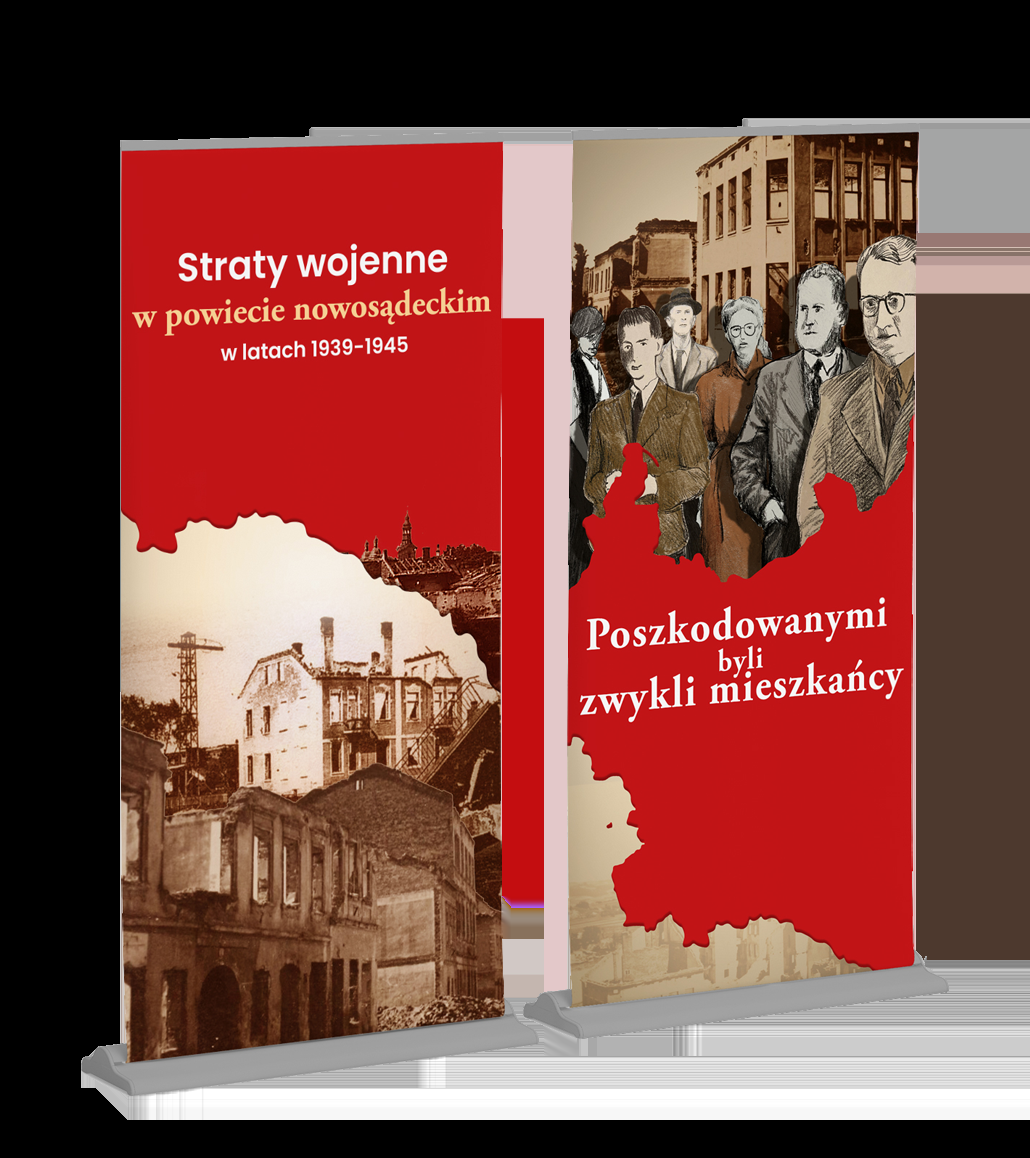 Straty wojenne
w powiecie nowosądeckim
w latach 1939-1945
Poszkodowanymi
byli
zwykli mieszkańcy